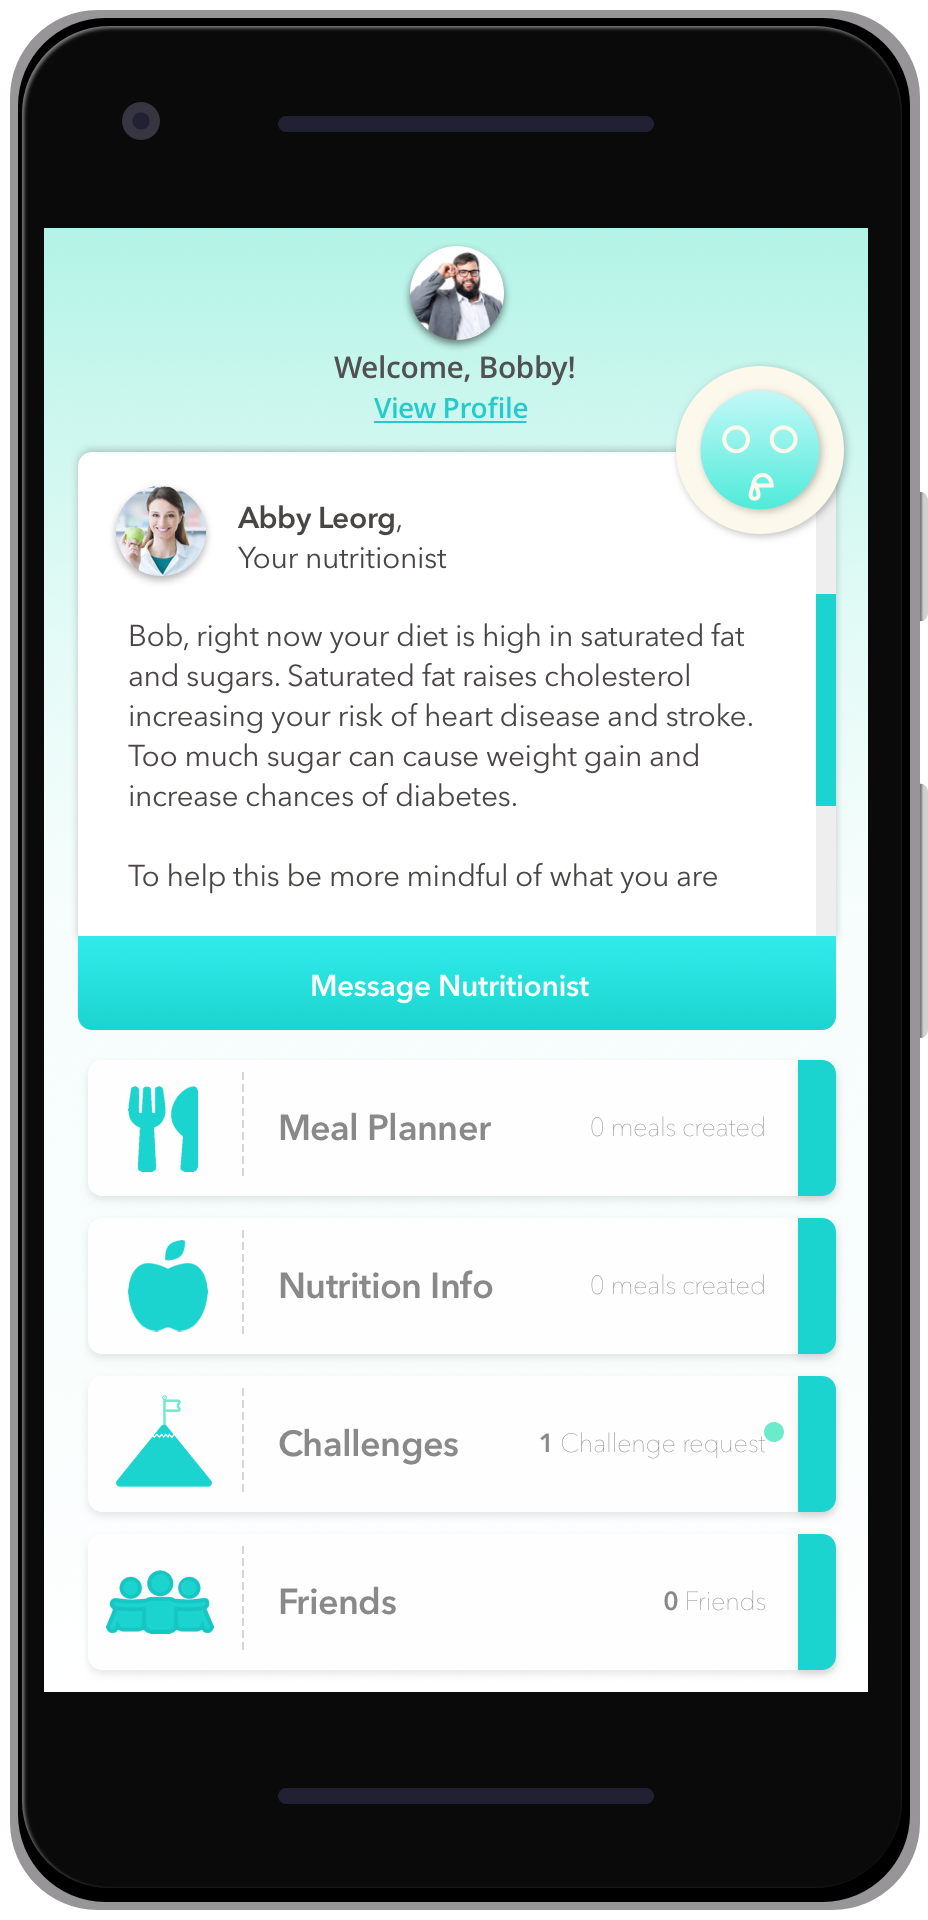 Welcome, Bobby!
View Profile
Abby Leorg,
Your nutritionist
Bob, right now your diet is high in saturated fat
and sugars. Saturated fat raises cholesterol
increasing your risk of heart disease and stroke.
Too much sugar can cause weight gain and
increase chances of diabetes.
To help this be more mindful of what you are
Message Nutritionist
Meal Planner 0 meals created
Nutrition Info 0 meals created
Challenges 1 Challenge request
Friends 0 Friends